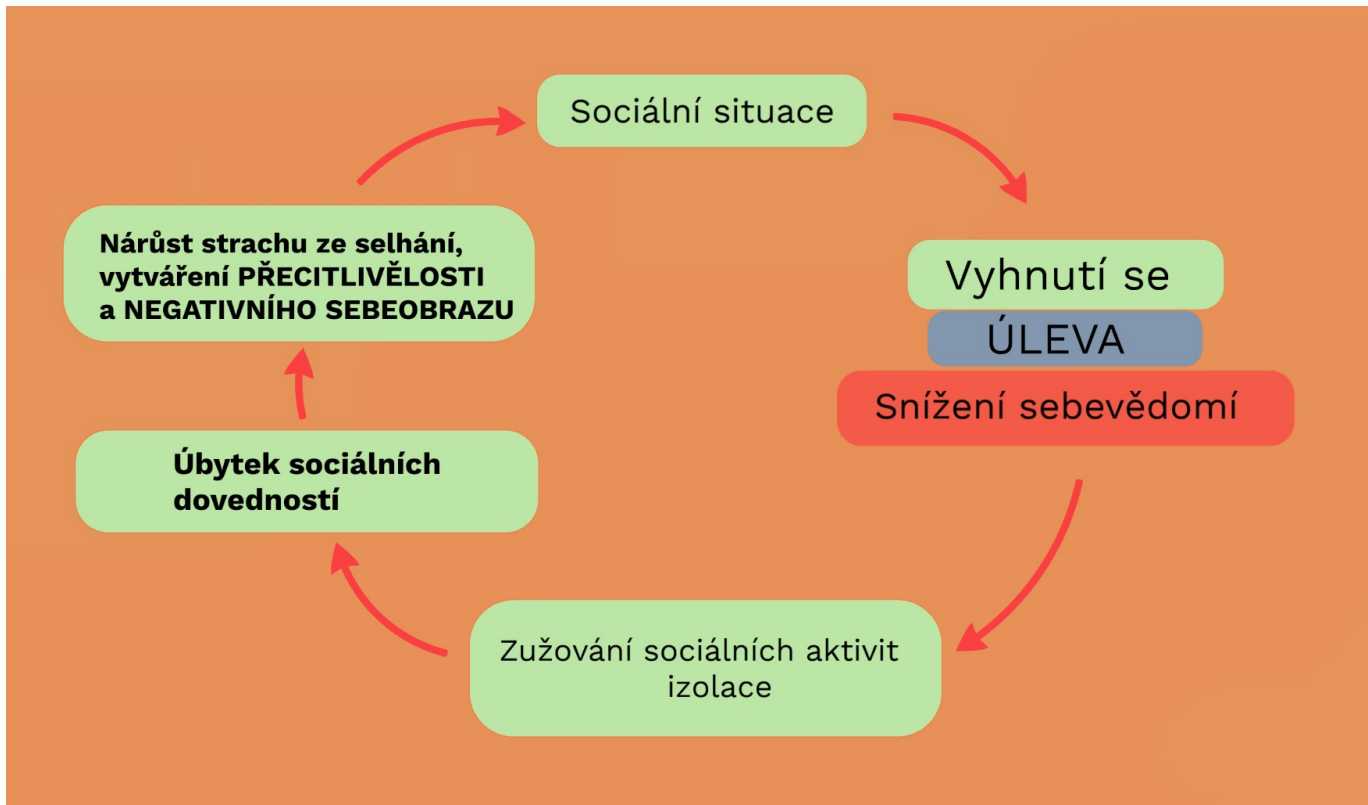 Sociální situace
Vyhnutí se
ÚLEVA
Snížení sebevědomí
Zužování sociálních aktivit
izolace
Úbytek sociálních
dovedností
Nárůst strachu ze selhání,
vytváření PŘECITLIVĚLOSTI
a NEGATIVNÍHO SEBEOBRAZU